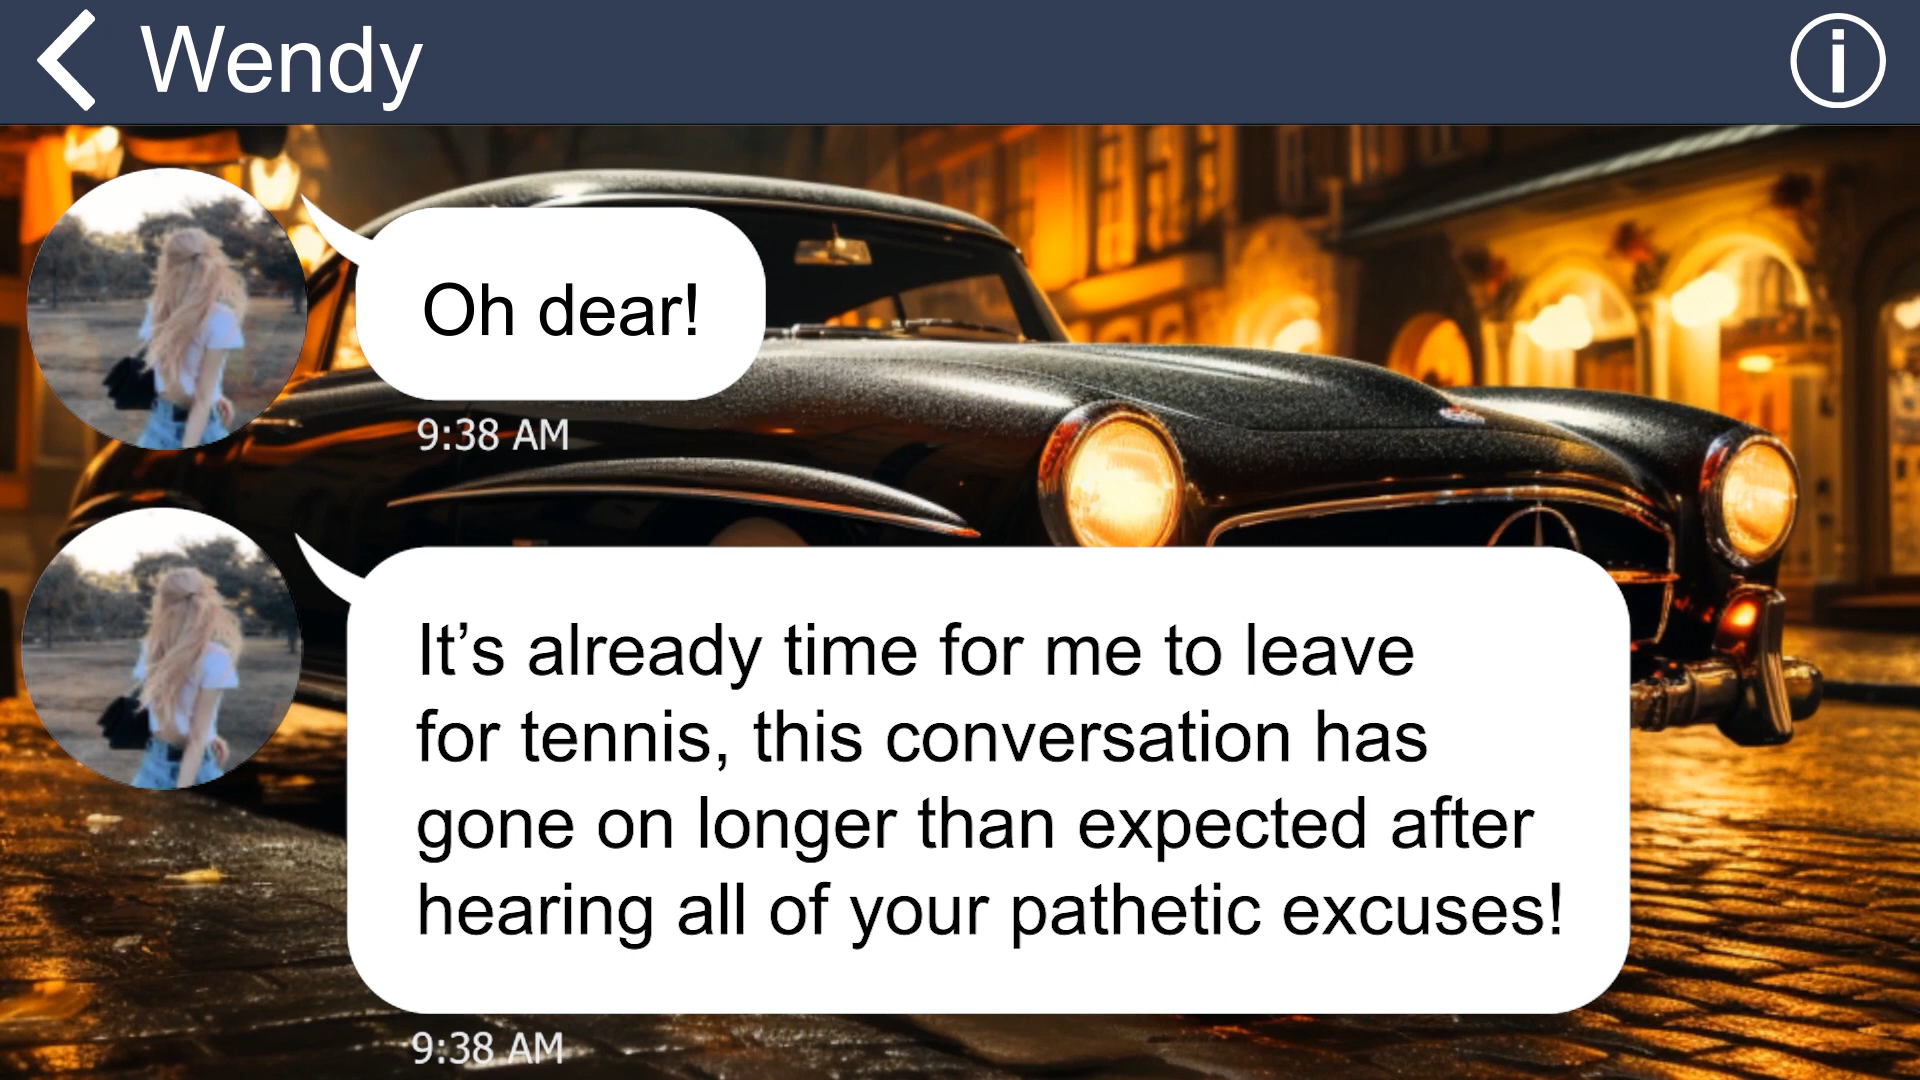 Wendy
Oh dear!
9:38 AM
It’s already time for me to leave
for tennis, this conversation has
gone on longer than expected after
hearing all of your pathetic excuses!
9:38 AM